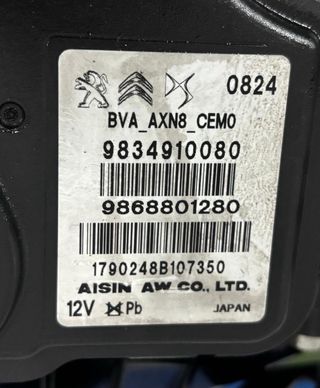 0824
BVA_AXN8_CEM0
9834910080
9868801280
1790248B107350
AISIN AW CO., LTD.
12V Pb JAPAN